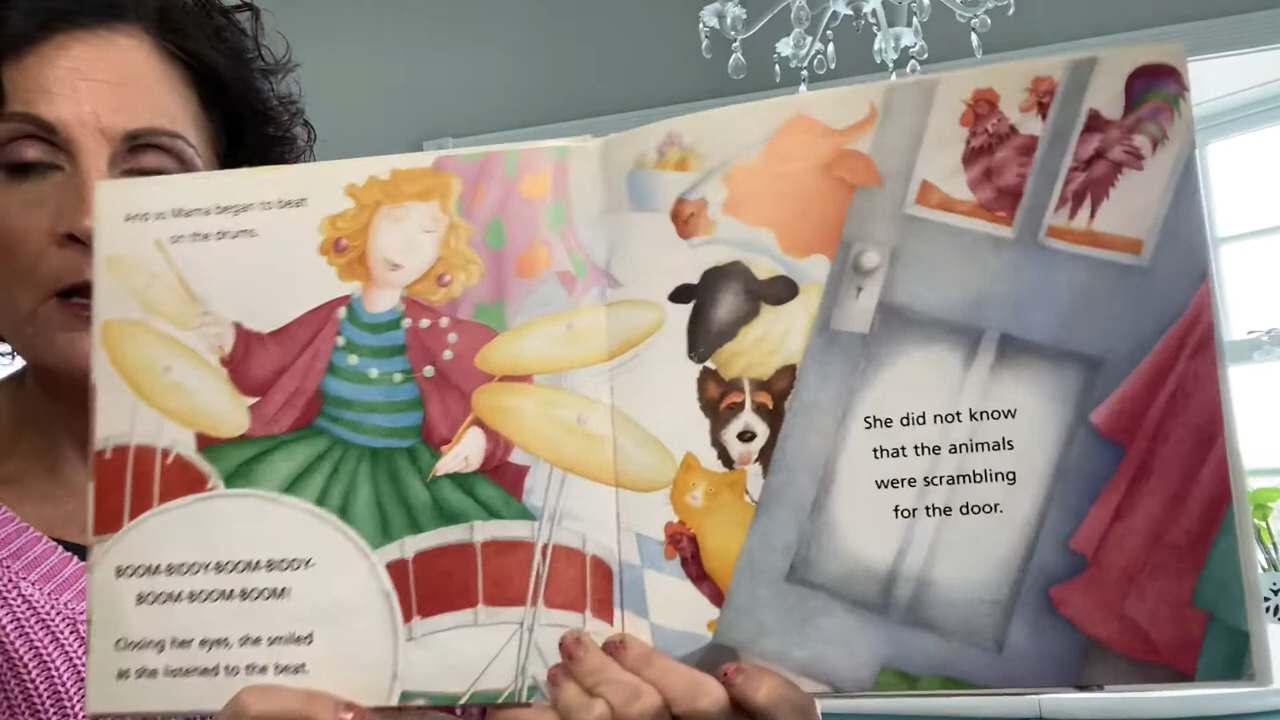 And so Mama began to beat
on the drums.
BOOM-BIDDY-BOOM-BIDDY-
BOOM-BOOM-BOOM!
Closing her eyes, she smiled
as she listened to the beat.
She did not know
that the animals
were scrambling
for the door.